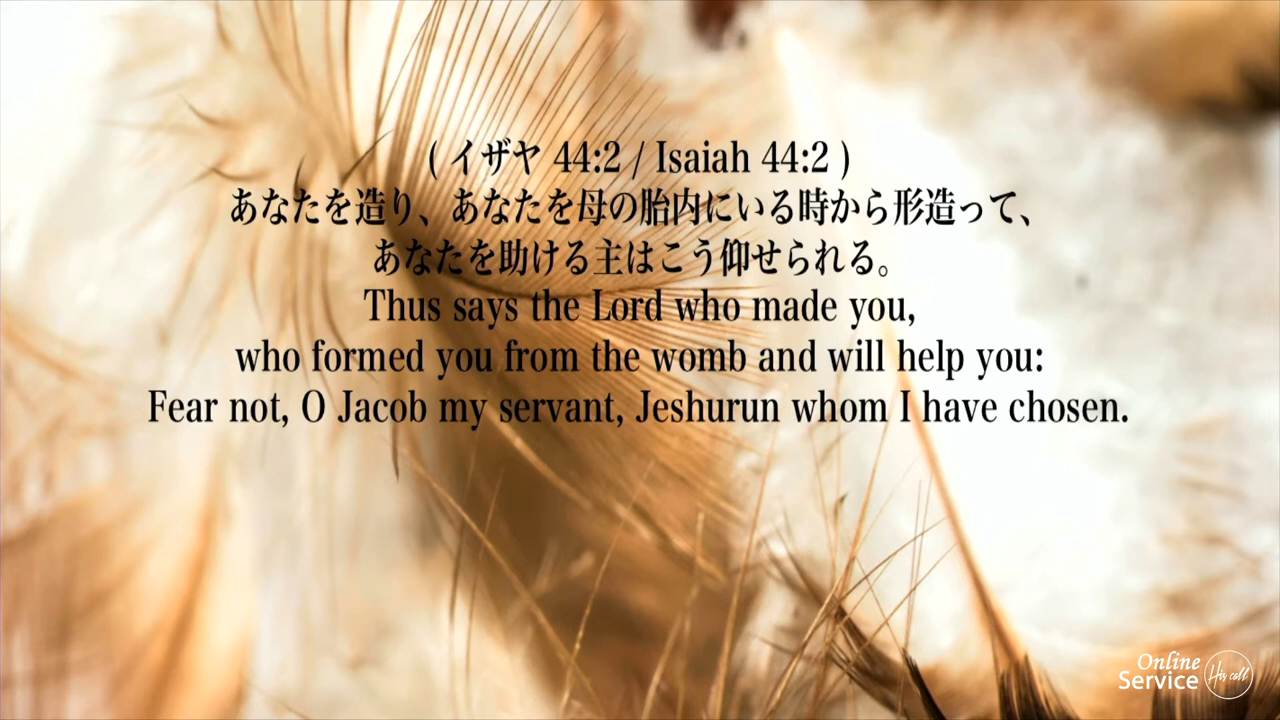 ( イザヤ 44:2 / Isaiah 44:2 )
あなたを造り、あなたを母の胎内にいる時から形造って、
あなたを助ける主はこう仰せられる。
Thus says the Lord who made you,
who formed you from the womb and will help you:
Fear not, O Jacob my servant, Jeshurun whom I have chosen.
Online
Service
His call